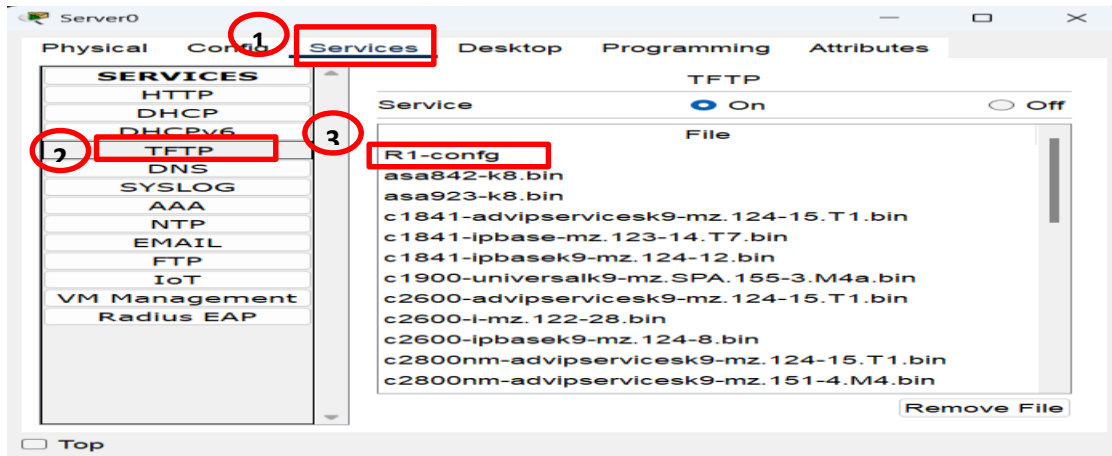 Server0
1
Physical Config Services Desktop Programming Attributes
SERVICES
HTTP
DHCP
DHCPv6
2
TFTP
DNS
SYSLOG
AAA
NTP
EMAIL
FTP
IoT
VM Management
Radius EAP
TFTP
Service On Off
3
File
R1-confg
asa842-k8.bin
asa923-k8.bin
c1841-advipservicesk9-mz.124-15.T1.bin
c1841-ipbase-mz.123-14.T7.bin
c1841-ipbasek9-mz.124-12.bin
c1900-universalk9-mz.SPA.155-3.M4a.bin
c2600-advipservicesk9-mz.124-15.T1.bin
c2600-i-mz.122-28.bin
c2600-ipbasek9-mz.124-8.bin
c2800nm-advipservicesk9-mz.124-15.T1.bin
c2800nm-advipservicesk9-mz.151-4.M4.bin
Remove File
Top